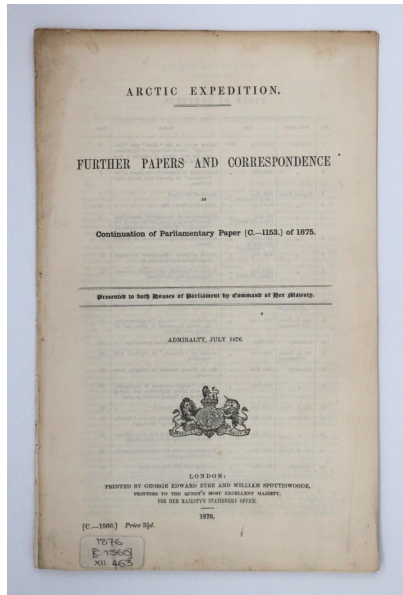 ARCTIC EXPEDITION.
FURTHER PAPERS AND CORRESPONDENCE
IN
Continuation of Parliamentary Paper [C.—1153.] of 1875.
Presented to both Houses of Parliament by Command of Her Majesty.
ADMIRALTY, JULY 1876.
LONDON:
PRINTED BY GEORGE EDWARD EYRE AND WILLIAM SPOTTISWOODE,
PRINTERS TO THE QUEEN'S MOST EXCELLENT MAJESTY.
FOR HER MAJESTY'S STATIONERY OFFICE.
1876.
[C.—1560.] Price 3½d.
1876
[C 1560]
XII 463